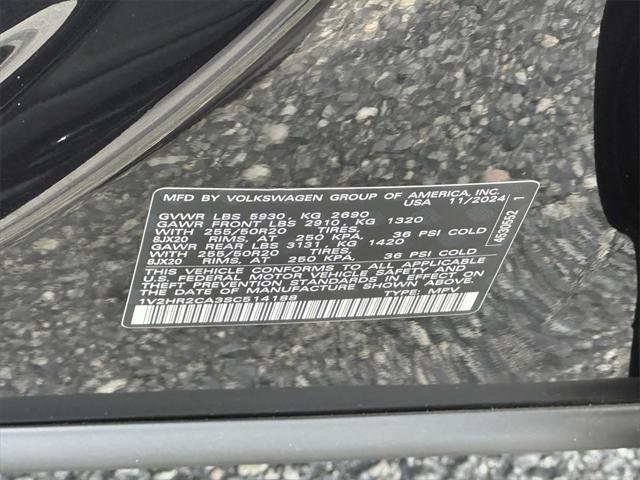 MFD BY VOLKSWAGEN GROUP OF AMERICA, INC.
USA 11/2024
GVWR LBS 5930, KG 2690
GAWR FRONT LBS 2910, KG 1320
WITH 255/50R20 TIRES,
8JX20 RIMS, AT 250 KPA, 36 PSI COLD
GAWR REAR LBS 3131, KG 1420
WITH 255/50R20 TIRES,
8JX20 RIMS, AT 250 KPA, 36 PSI COLD
THIS VEHICLE CONFORMS TO ALL APPLICABLE
U.S. FEDERAL MOTOR VEHICLE SAFETY AND
THEFT PREVENTION STANDARDS IN EFFECT ON
THE DATE OF MANUFACTURE SHOWN ABOVE.
1V2HR2CA3SC514188 TYPE: MPV
4630552 1